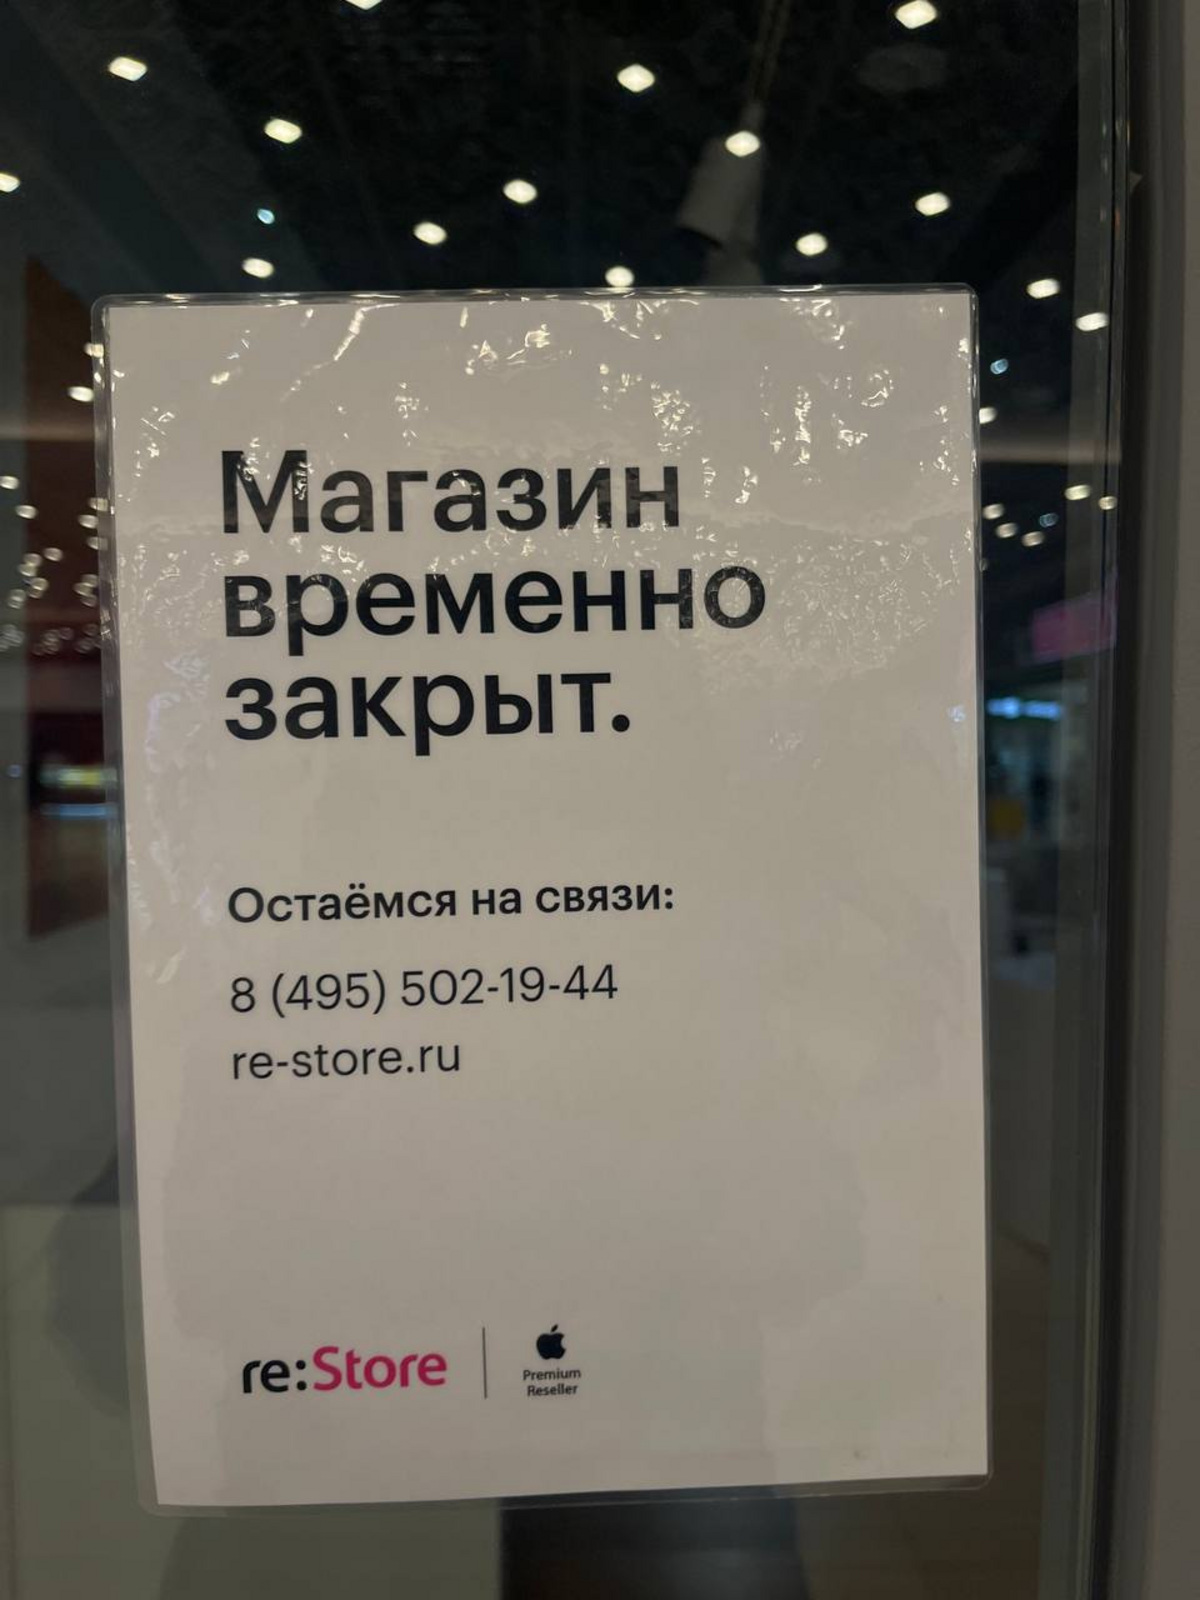 Магазин
временно
закрыт.
Остаёмся на связи:
8 (495) 502-19-44
re-store.ru
re:Store
Premium
Reseller